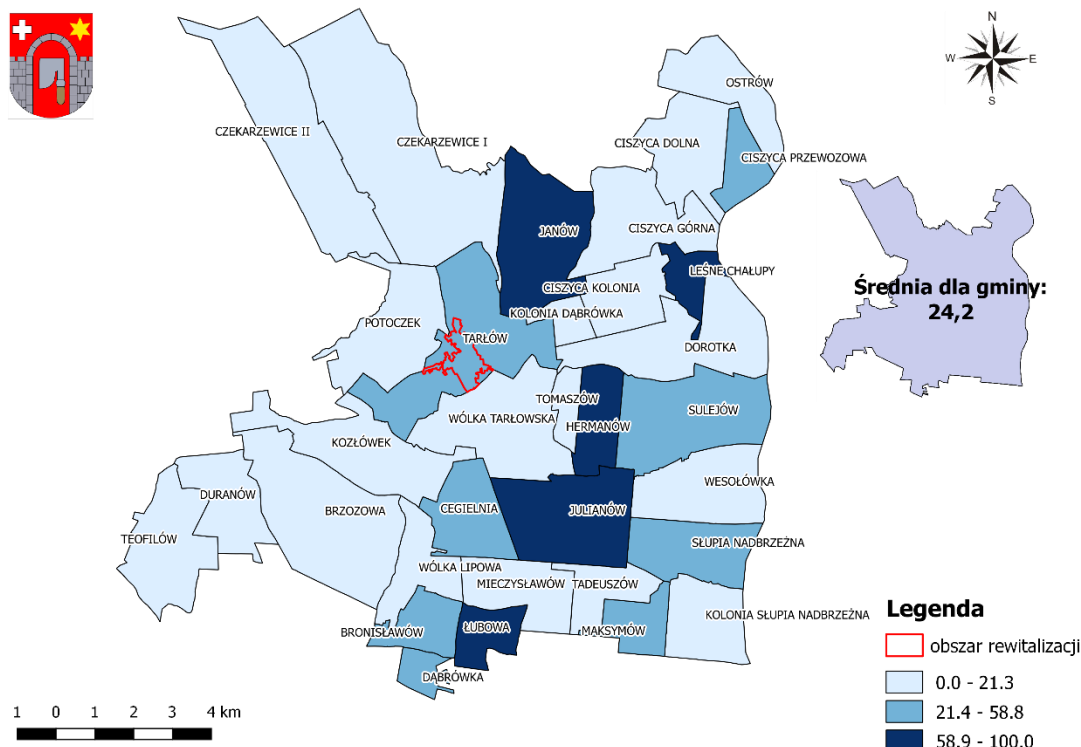 N
W
E
S
OSTRÓW
CZEKARZEWICE II
CZEKARZEWICE I
CISZYCA DOLNA
CISZYCA PRZEWOZOWA
JANÓW
CISZYCA GÓRNA
LEŚNE CHAŁUPY
CISZYCA KOLONIA
KOLONIA DĄBRÓWKA
POTOCZEK
TARŁÓW
DOROTKA
TOMASZÓW
WÓLKA TARŁOWSKA
HERMANÓW
SULEJÓW
KOZŁÓWEK
WESOŁÓWKA
DURANÓW
BRZOZOWA
CEGIELNIA
JULIANÓW
TEOFILÓW
SŁUPIA NADBRZEŻNA
WÓLKA LIPOWA
MIECZYSŁAWÓW
TADEUSZÓW
KOLONIA SŁUPIA NADBRZEŻNA
BRONISŁAWÓW
ŁUBOWA
MAKSYMÓW
DĄBRÓWKA
Średnia dla gminy:
24,2
Legenda
obszar rewitalizacji
0.0 - 21.3
21.4 - 58.8
58.9 - 100.0
1 0 1 2 3 4 km